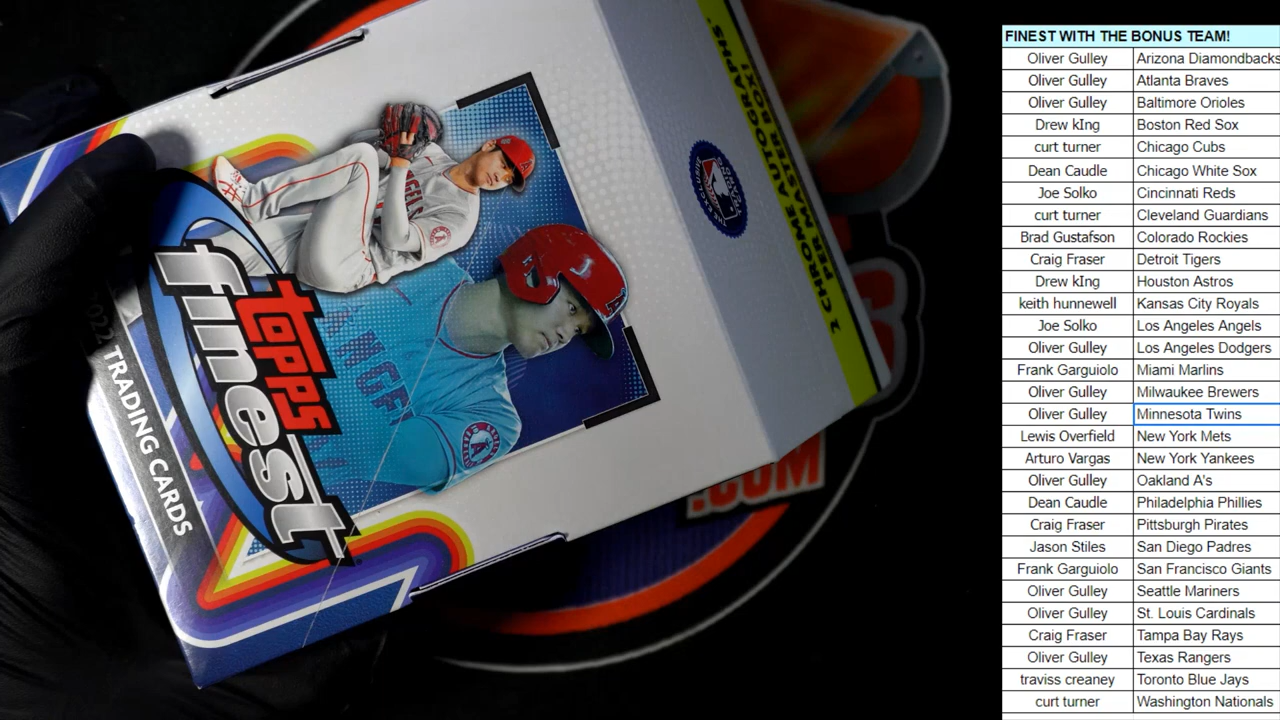 topps
finest
2022 TRADING CARDS
ANGELS
2 CHROME AUTOGRAPHS
PER MASTER BOX!
.COM
FINEST WITH THE BONUS TEAM!
Oliver Gulley Arizona Diamondbacks
Oliver Gulley Atlanta Braves
Oliver Gulley Baltimore Orioles
Drew kIng Boston Red Sox
curt turner Chicago Cubs
Dean Caudle Chicago White Sox
Joe Solko Cincinnati Reds
curt turner Cleveland Guardians
Brad Gustafson Colorado Rockies
Craig Fraser Detroit Tigers
Drew kIng Houston Astros
keith hunnewell Kansas City Royals
Joe Solko Los Angeles Angels
Oliver Gulley Los Angeles Dodgers
Frank Garguiolo Miami Marlins
Oliver Gulley Milwaukee Brewers
Oliver Gulley Minnesota Twins
Lewis Overfield New York Mets
Arturo Vargas New York Yankees
Oliver Gulley Oakland A's
Dean Caudle Philadelphia Phillies
Craig Fraser Pittsburgh Pirates
Jason Stiles San Diego Padres
Frank Garguiolo San Francisco Giants
Oliver Gulley Seattle Mariners
Oliver Gulley St. Louis Cardinals
Craig Fraser Tampa Bay Rays
Oliver Gulley Texas Rangers
traviss creaney Toronto Blue Jays
curt turner Washington Nationals